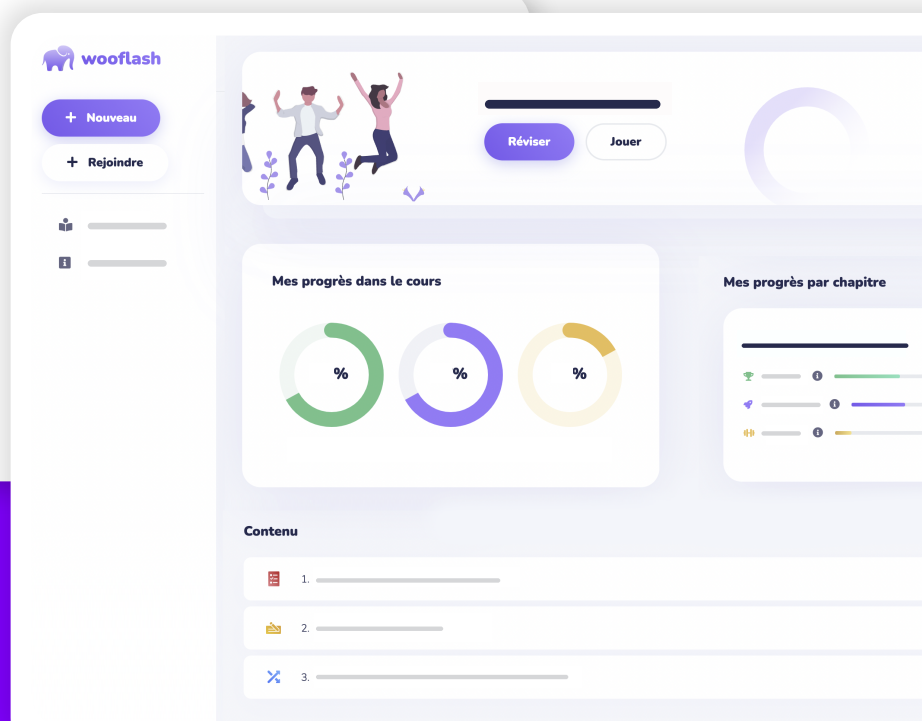 wooflash
+ Nouveau
+ Rejoindre
Réviser
Jouer
Mes progrès dans le cours
%
%
%
Mes progrès par chapitre
Contenu
1.
2.
3.